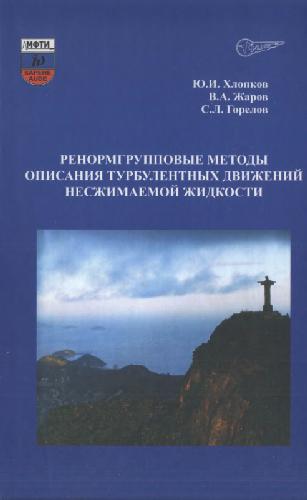 МФТИ
Ю.И. Хлопков
В.А. Жаров
С.Л. Горелов
РЕНОРМГРУППОВЫЕ МЕТОДЫ
ОПИСАНИЯ ТУРБУЛЕНТНЫХ ДВИЖЕНИЙ
НЕСЖИМАЕМОЙ ЖИДКОСТИ